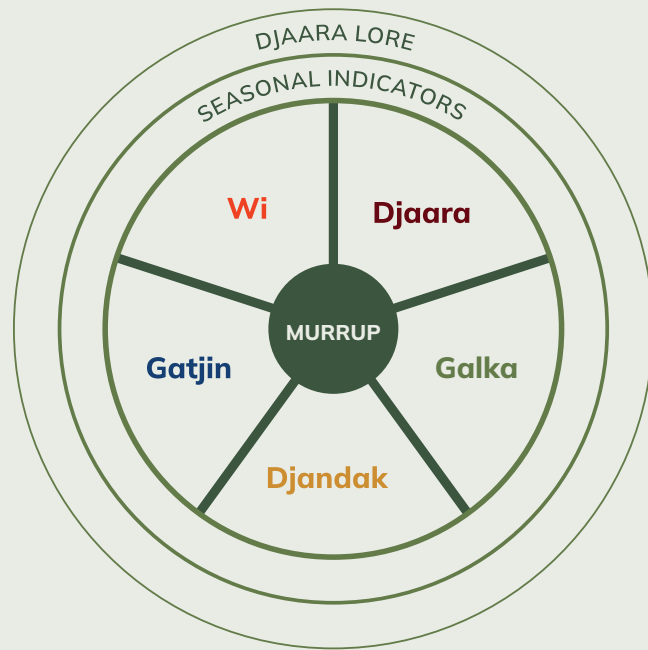 DJAARA LORE
SEASONAL INDICATORS
Wi
Djaara
MURRUP
Gatjin
Galka
Djandak